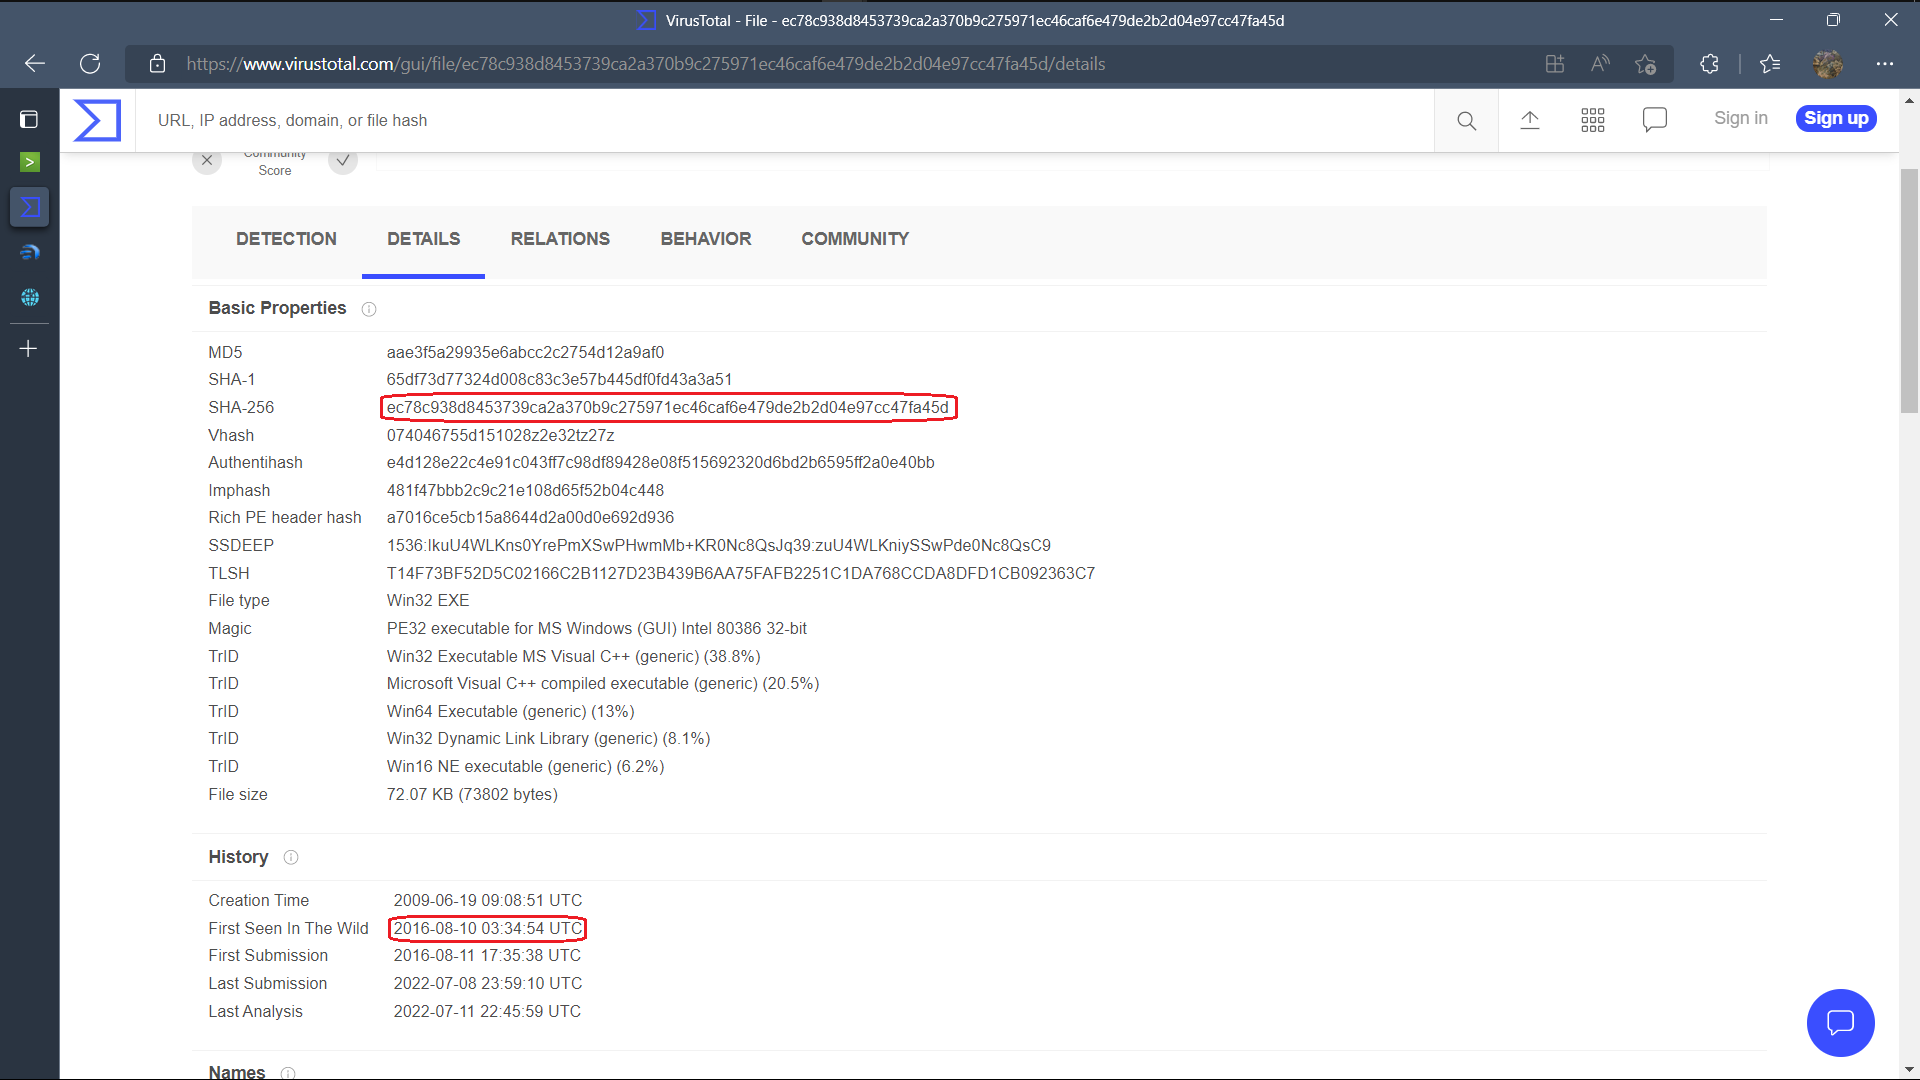 VirusTotal - File - ec78c938d8453739ca2a370b9c275971ec46caf6e479de2b2d04e97cc47fa45d
https://www.virustotal.com/gui/file/ec78c938d8453739ca2a370b9c275971ec46caf6e479de2b2d04e97cc47fa45d/details
URL, IP address, domain, or file hash
Sign in
Sign up
Community
Score
DETECTION DETAILS RELATIONS BEHAVIOR COMMUNITY
Basic Properties
MD5 aae3f5a29935e6abcc2c2754d12a9af0
SHA-1 65df73d77324d008c83c3e57b445df0fd43a3a51
SHA-256 ec78c938d8453739ca2a370b9c275971ec46caf6e479de2b2d04e97cc47fa45d
Vhash 074046755d151028z2e32tz27z
Authentihash e4d128e22c4e91c043ff7c98df89428e08f515692320d6bd2b6595ff2a0e40bb
Imphash 481f47bbb2c9c21e108d65f52b04c448
Rich PE header hash a7016ce5cb15a8644d2a00d0e692d936
SSDEEP 1536:IkuU4WLKns0YrePmXSwPHwmMb+KR0Nc8QsJq39:zuU4WLKniySSwPde0Nc8QsC9
TLSH T14F73BF52D5C02166C2B1127D23B439B6AA75FAFB2251C1DA768CCDA8DFD1CB092363C7
File type Win32 EXE
Magic PE32 executable for MS Windows (GUI) Intel 80386 32-bit
TrID Win32 Executable MS Visual C++ (generic) (38.8%)
TrID Microsoft Visual C++ compiled executable (generic) (20.5%)
TrID Win64 Executable (generic) (13%)
TrID Win32 Dynamic Link Library (generic) (8.1%)
TrID Win16 NE executable (generic) (6.2%)
File size 72.07 KB (73802 bytes)
History
Creation Time 2009-06-19 09:08:51 UTC
First Seen In The Wild 2016-08-10 03:34:54 UTC
First Submission 2016-08-11 17:35:38 UTC
Last Submission 2022-07-08 23:59:10 UTC
Last Analysis 2022-07-11 22:45:59 UTC
Names